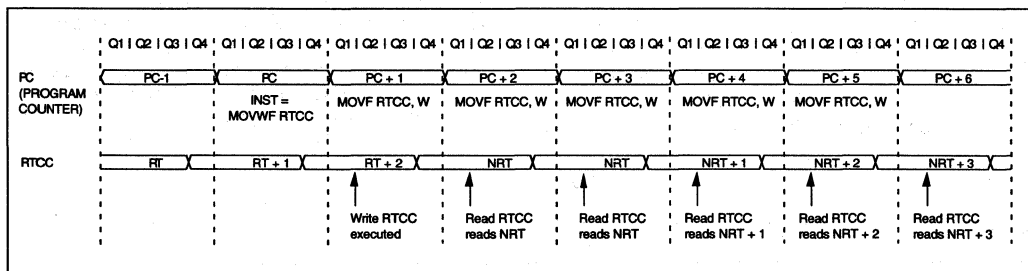 Q1 | Q2 | Q3 | Q4 Q1 | Q2 | Q3 | Q4 Q1 | Q2 | Q3 | Q4 Q1 | Q2 | Q3 | Q4 Q1 | Q2 | Q3 | Q4 Q1 | Q2 | Q3 | Q4 Q1 | Q2 | Q3 | Q4 Q1 | Q2 | Q3 | Q4
PC
(PROGRAM
COUNTER)
PC-1 PC PC + 1 PC + 2 PC + 3 PC + 4 PC + 5 PC + 6
INST =
MOVWF RTCC
MOVF RTCC, W MOVF RTCC, W MOVF RTCC, W MOVF RTCC, W MOVF RTCC, W
RTCC
RT RT + 1 RT + 2 NRT NRT NRT + 1 NRT + 2 NRT + 3
Write RTCC
executed
Read RTCC
reads NRT
Read RTCC
reads NRT
Read RTCC
reads NRT + 1
Read RTCC
reads NRT + 2
Read RTCC
reads NRT + 3